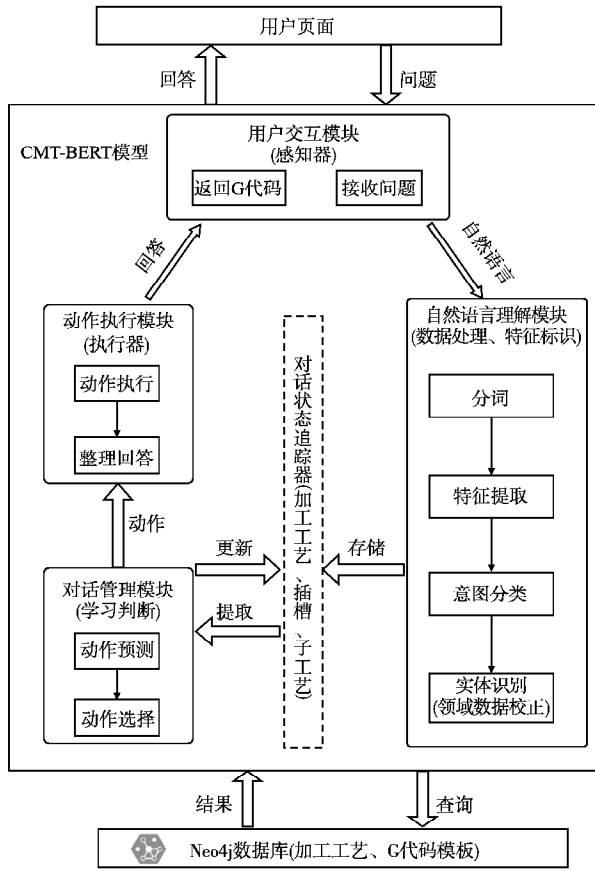 用户页面
回答
问题
CMT-BERT模型
用户交互模块
(感知器)
返回G代码
接收问题
回答
自然语言
动作执行模块
(执行器)
动作执行
整理回答
动作
对话管理模块
(学习判断)
动作预测
动作选择
更新
提取
对话状态追踪器(加工工艺、插槽、子工艺)
存储
自然语言理解模块
(数据处理、特征标识)
分词
特征提取
意图分类
实体识别
(领域数据校正)
结果
查询
Neo4j数据库(加工工艺、G代码模板)